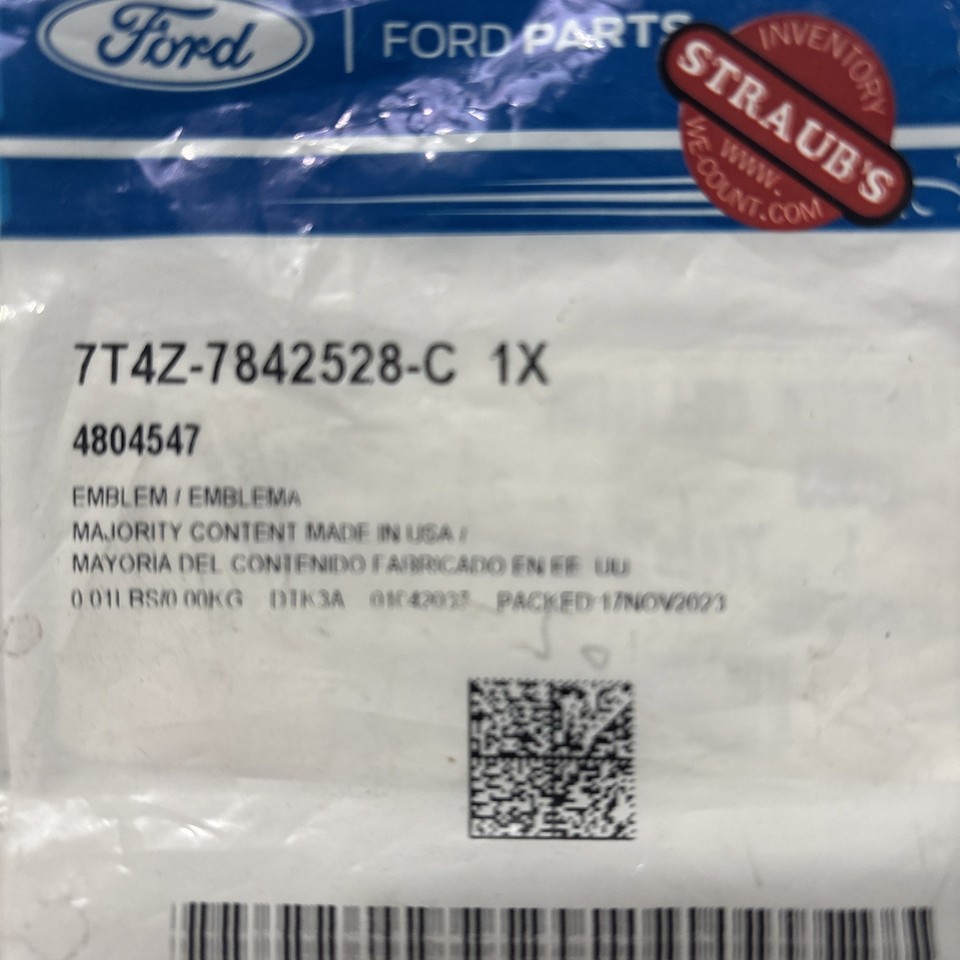 Ford
FORD PARTS
INVENTORY
STRAUB'S
WWW.
WE-COUNT.COM
7T4Z-7842528-C 1X
4804547
EMBLEM / EMBLEMA
MAJORITY CONTENT MADE IN USA /
MAYORIA DEL CONTENIDO FABRICADO EN EE UU
0.01LBS/0.00KG DTK3A PACKED:17NOV2023